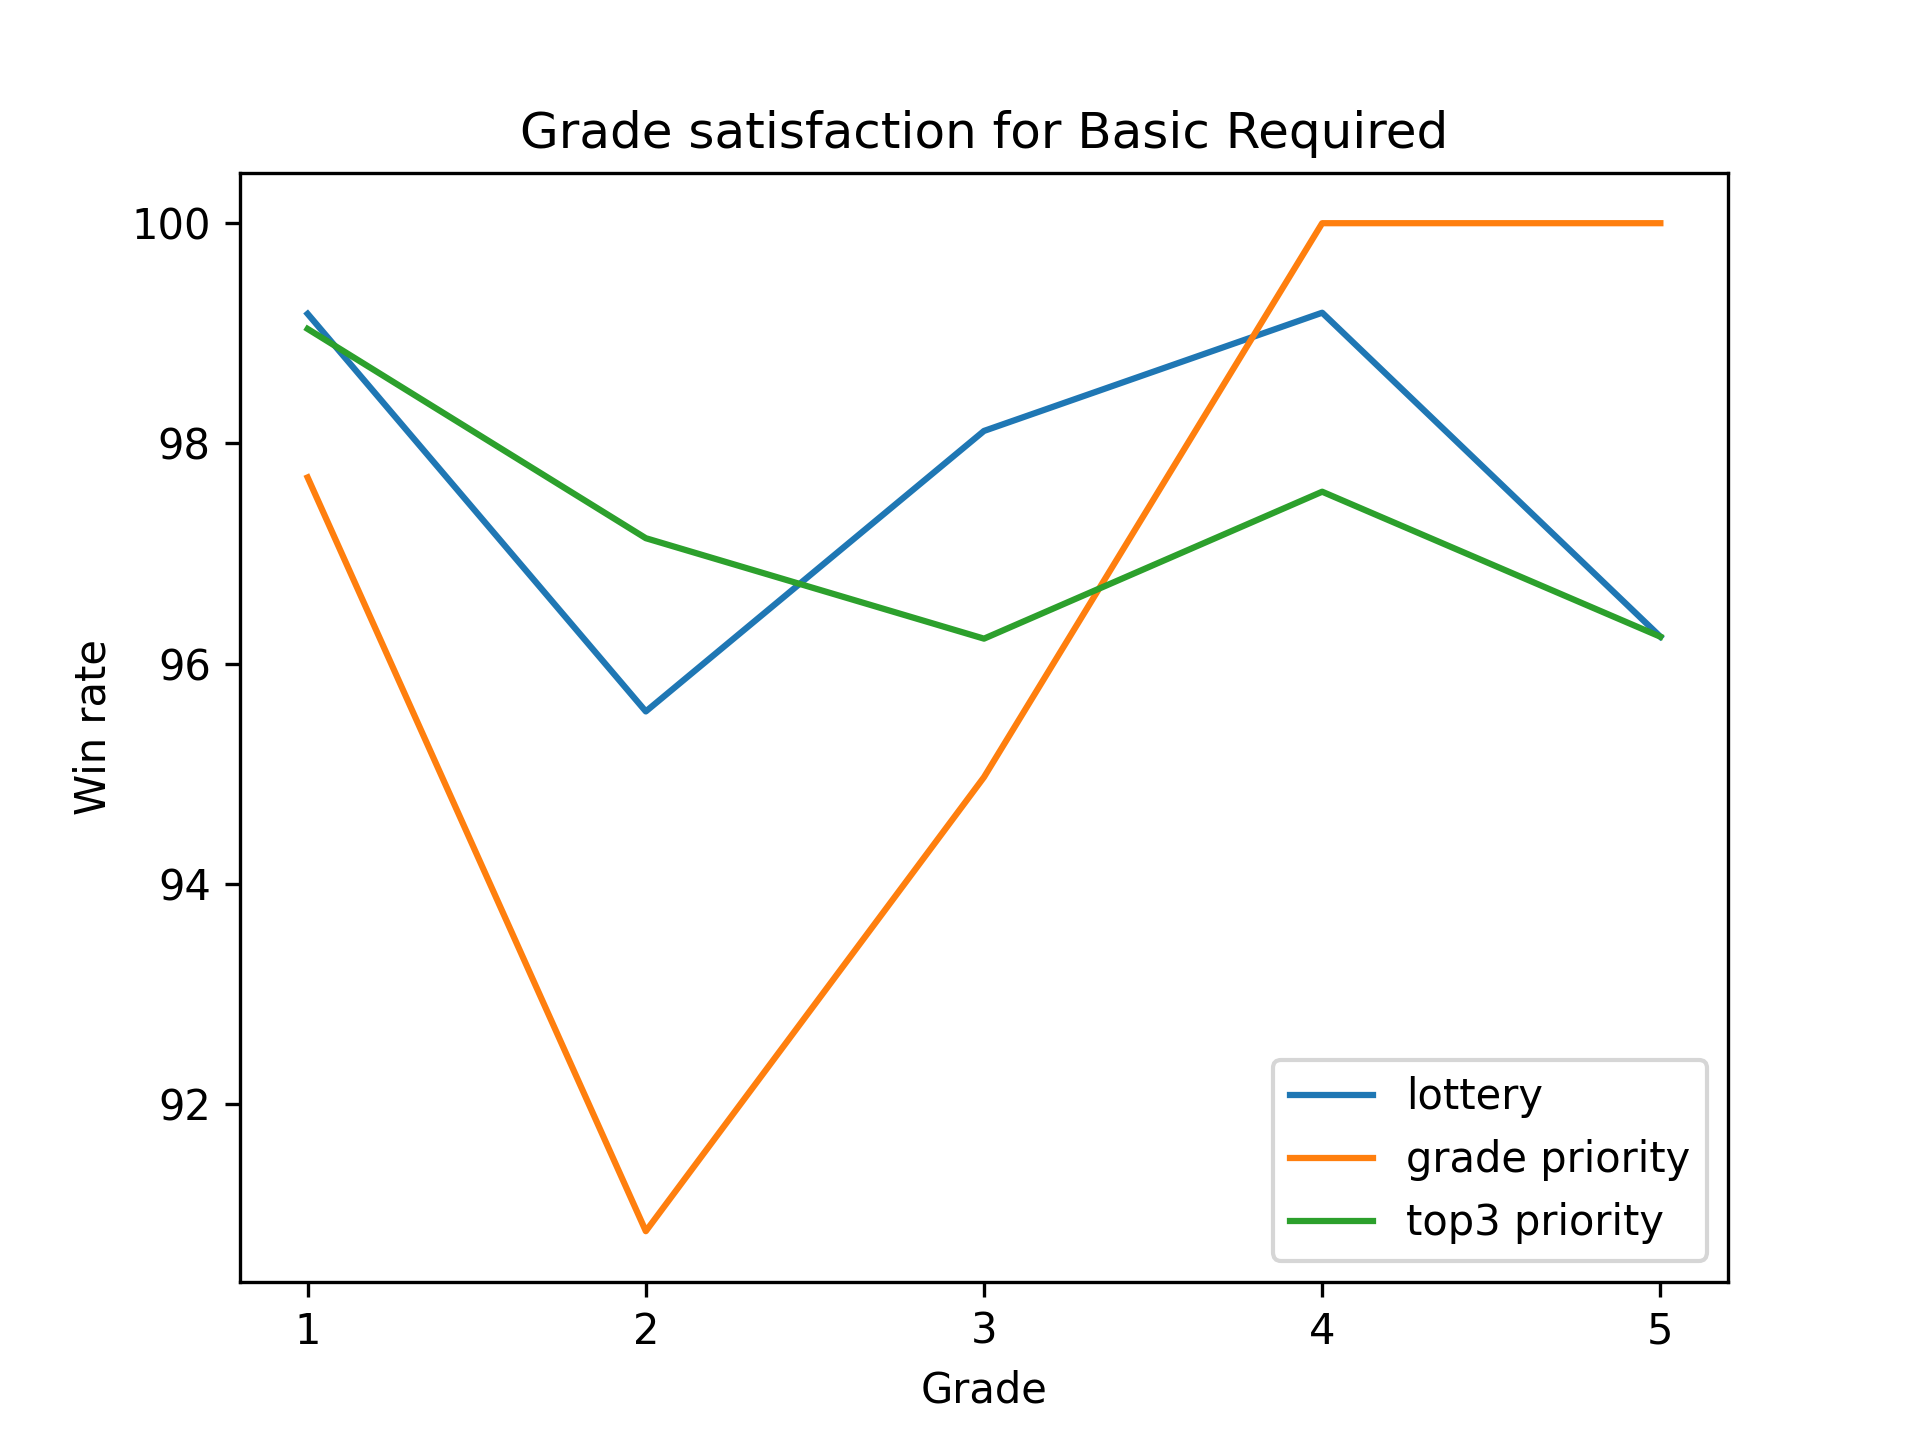 Grade satisfaction for Basic Required
100
98
96
94
92
Win rate
lottery
grade priority
top3 priority
1 2 3 4 5
Grade